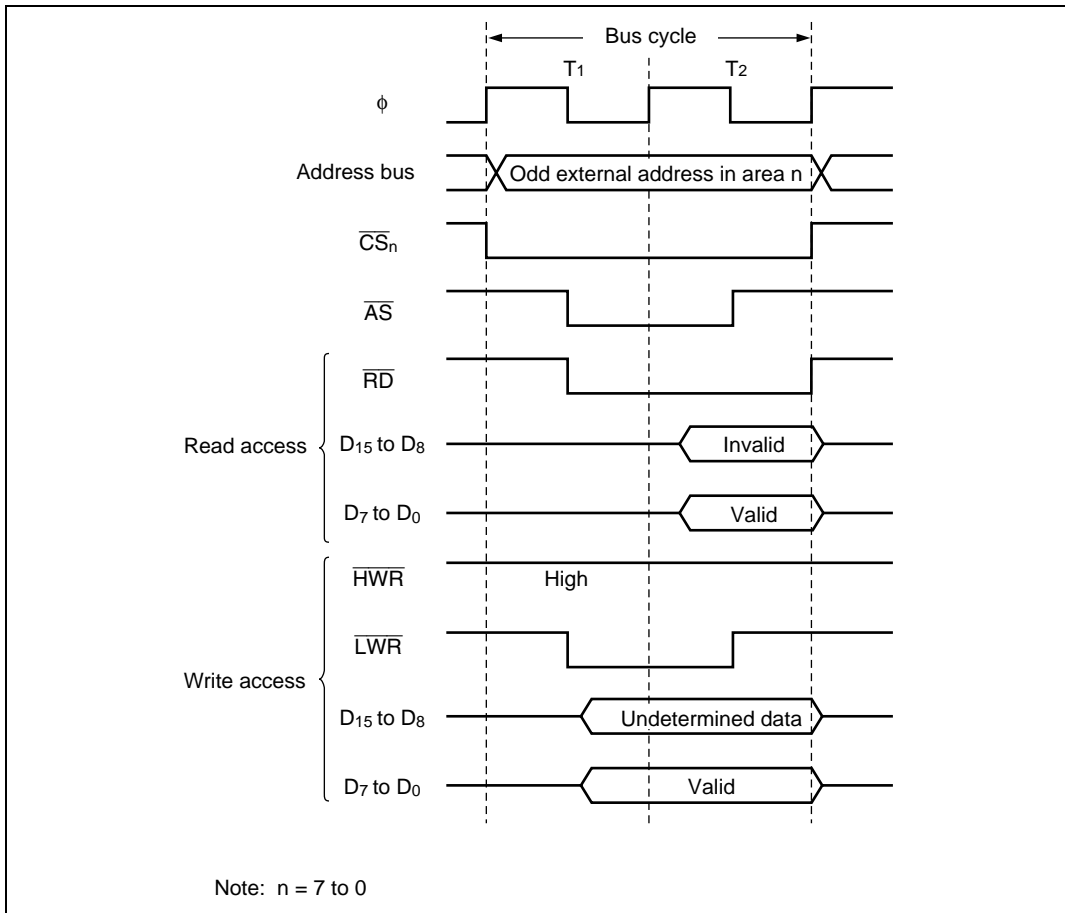 Bus cycle
T1 T2
φ
Address bus Odd external address in area n
CSn
AS
RD
Read access D15 to D8 Invalid
D7 to D0 Valid
HWR High
LWR
Write access D15 to D8 Undetermined data
D7 to D0 Valid
Note: n = 7 to 0